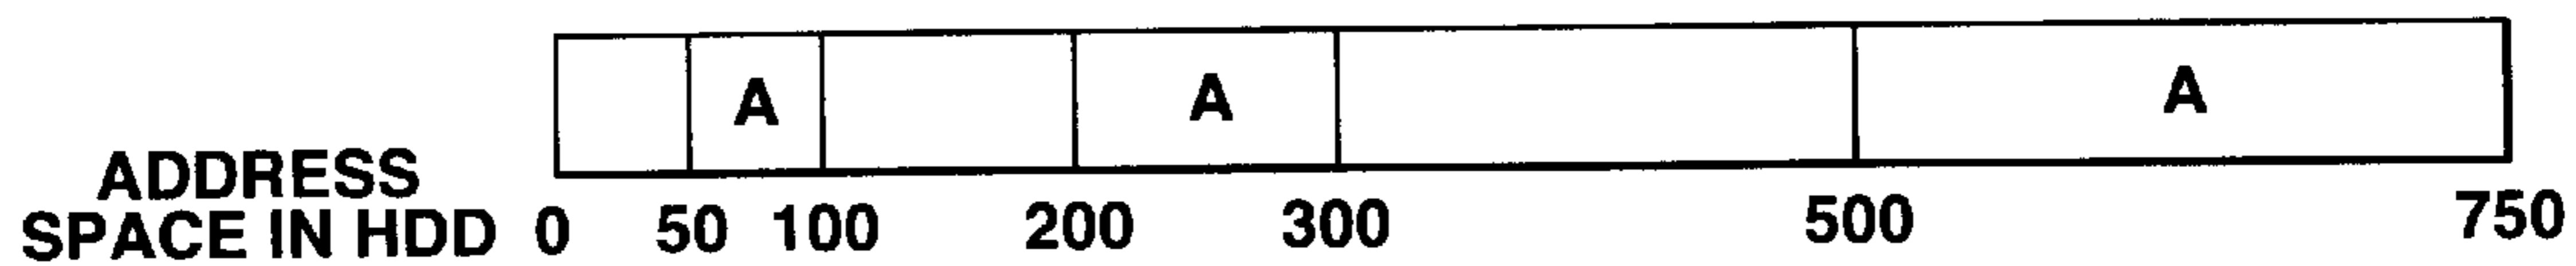 A A A
ADDRESS
SPACE IN HDD 0 50 100 200 300 500 750